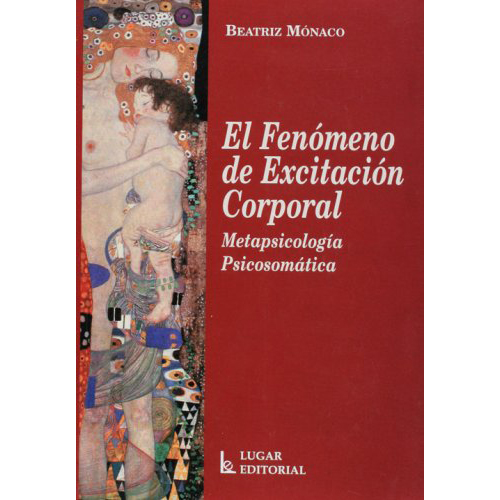 BEATRIZ MÓNACO
El Fenómeno
de Excitación
Corporal
Metapsicología
Psicosomática
LUGAR
EDITORIAL